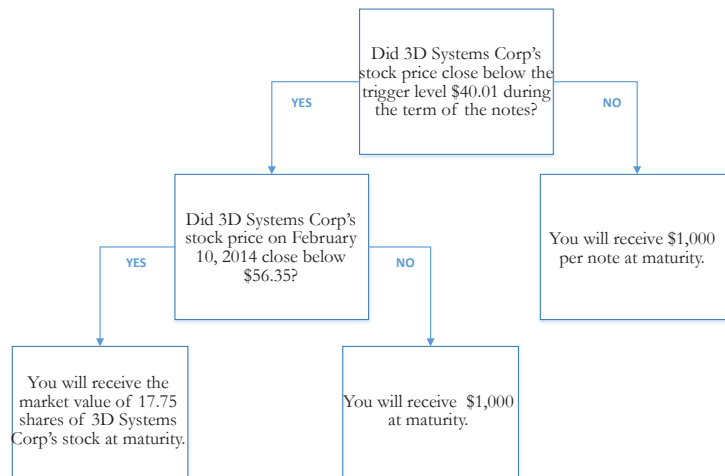 Did 3D Systems Corp's
stock price close below the
trigger level $40.01 during
the term of the notes?
YES
NO
Did 3D Systems Corp's
stock price on February
10, 2014 close below
$56.35?
You will receive $1,000
per note at maturity.
YES
NO
You will receive the
market value of 17.75
shares of 3D Systems
Corp's stock at maturity.
You will receive $1,000
at maturity.